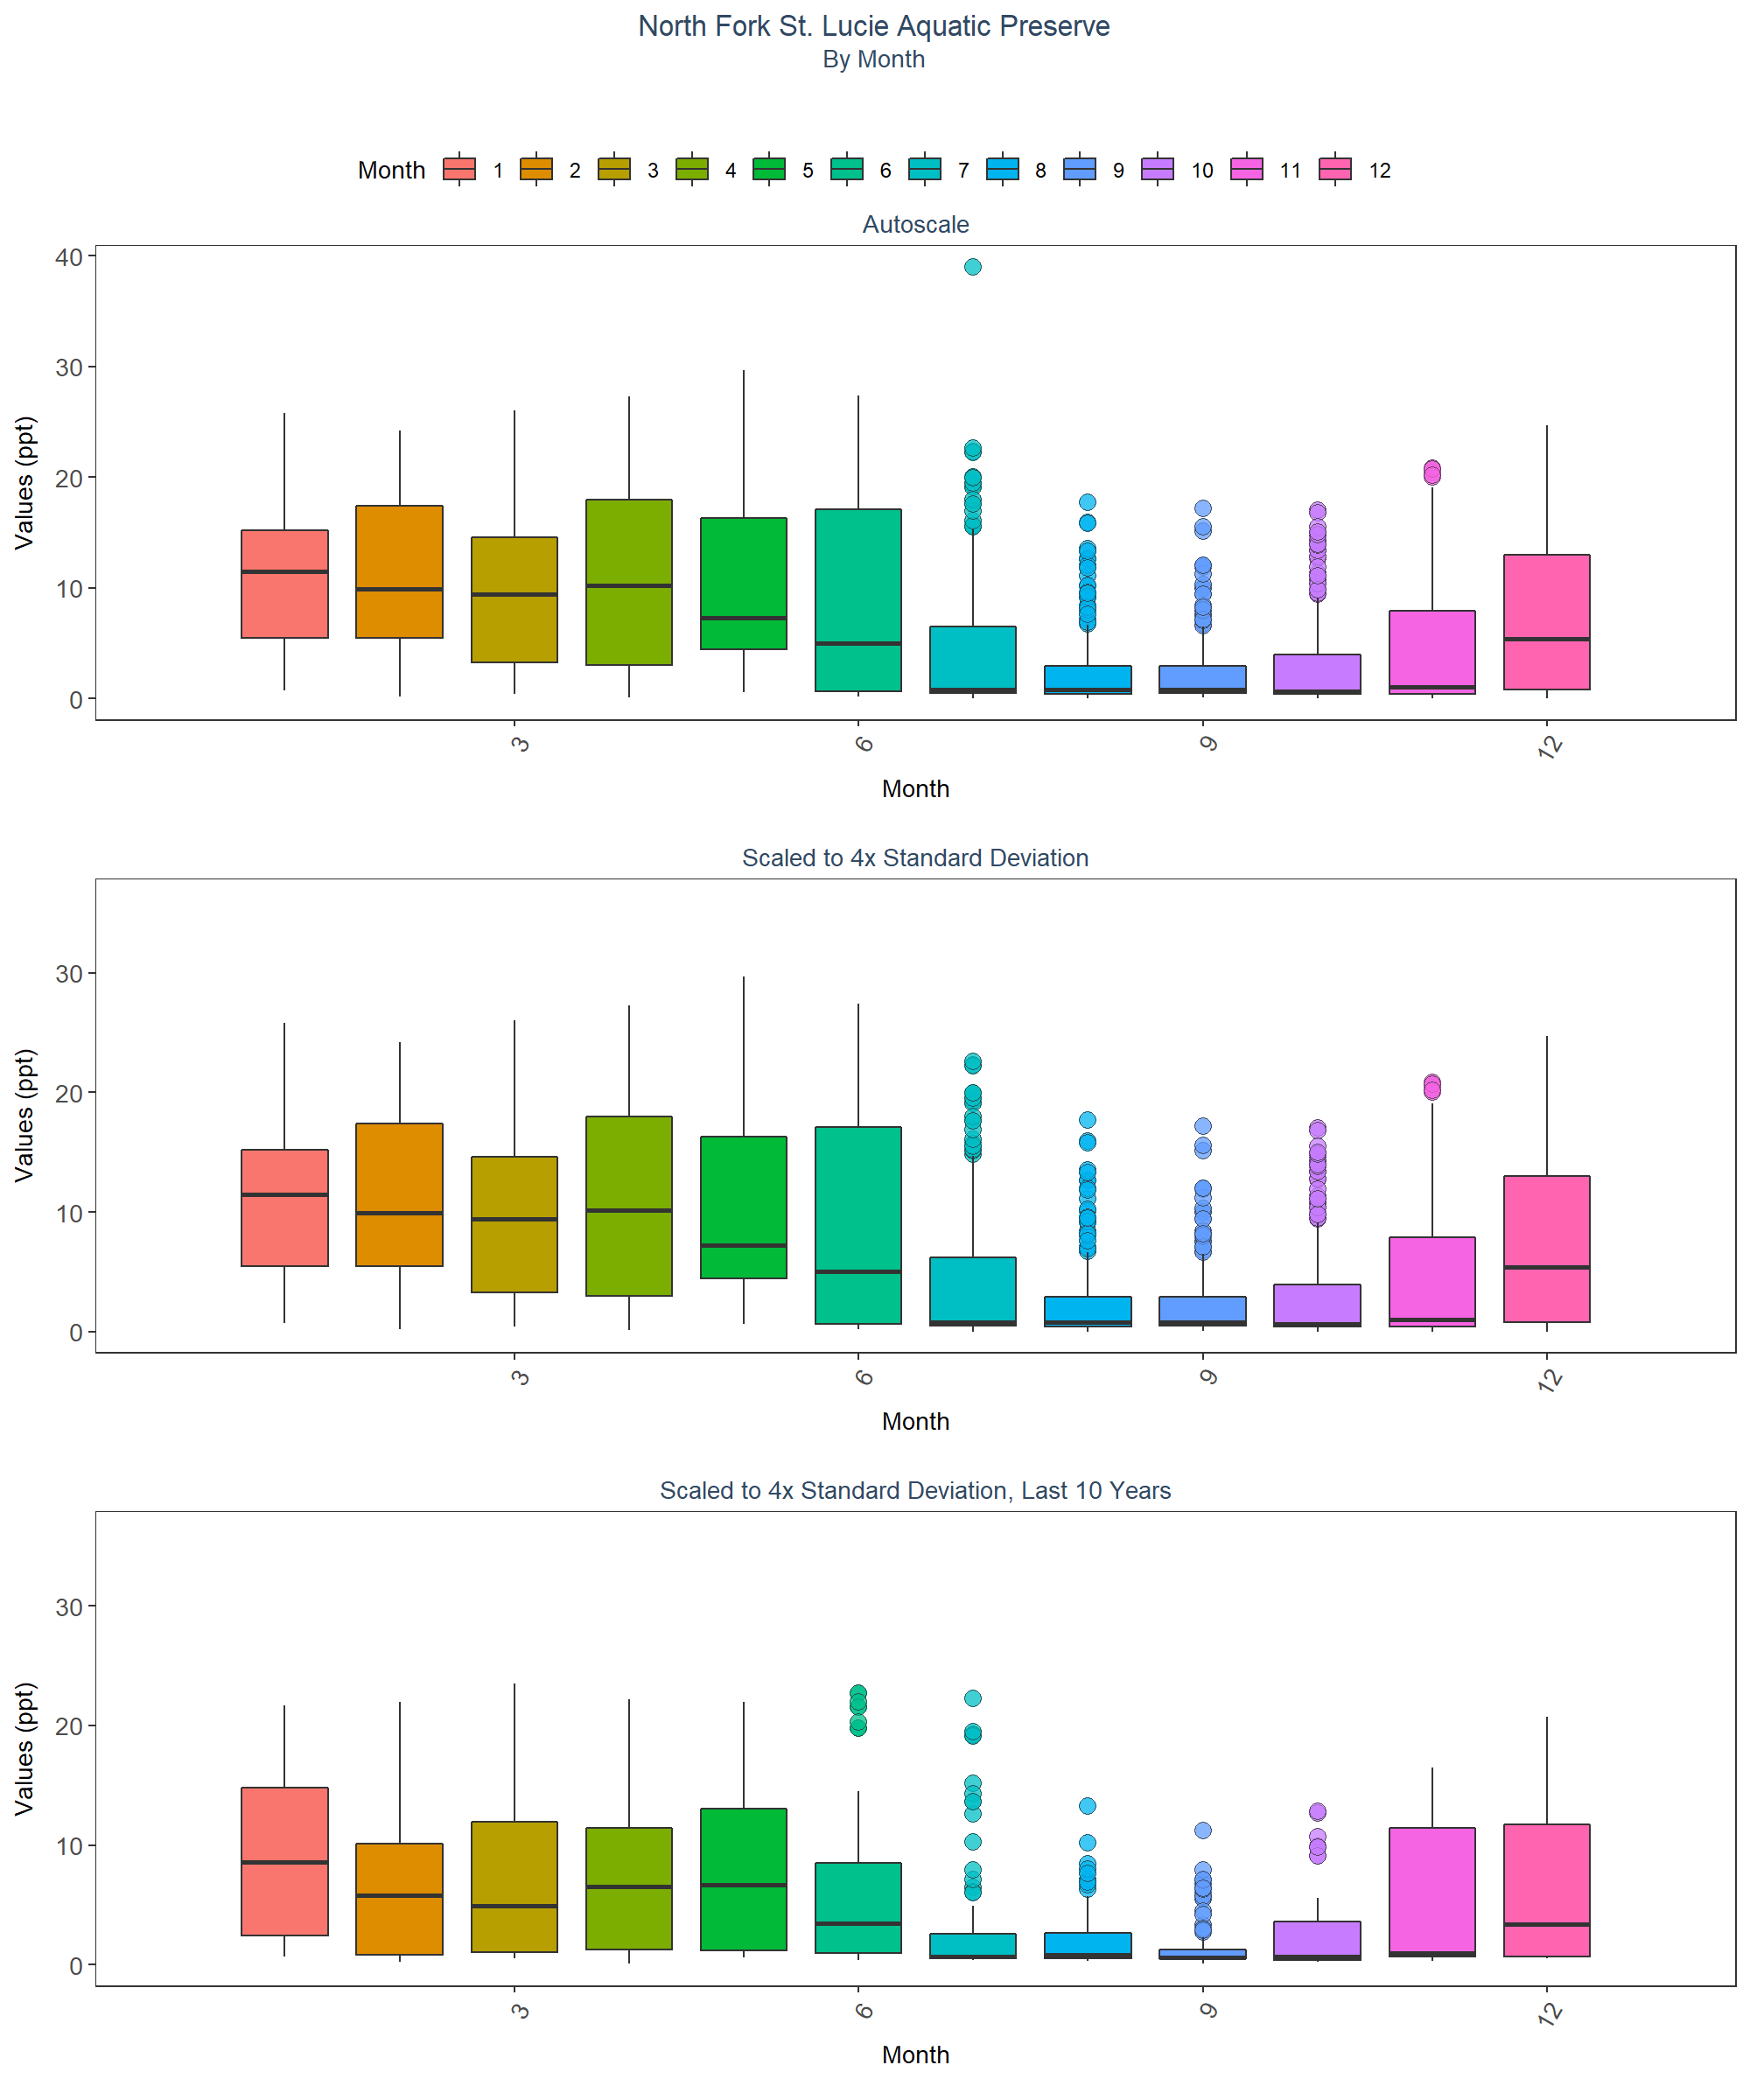 North Fork St. Lucie Aquatic Preserve
By Month
Month 1 2 3 4 5 6 7 8 9 10 11 12
Autoscale
Values (ppt)
40
30
20
10
0
3 6 9 12
Month
Scaled to 4x Standard Deviation
Values (ppt)
30
20
10
0
3 6 9 12
Month
Scaled to 4x Standard Deviation, Last 10 Years
Values (ppt)
30
20
10
0
3 6 9 12
Month